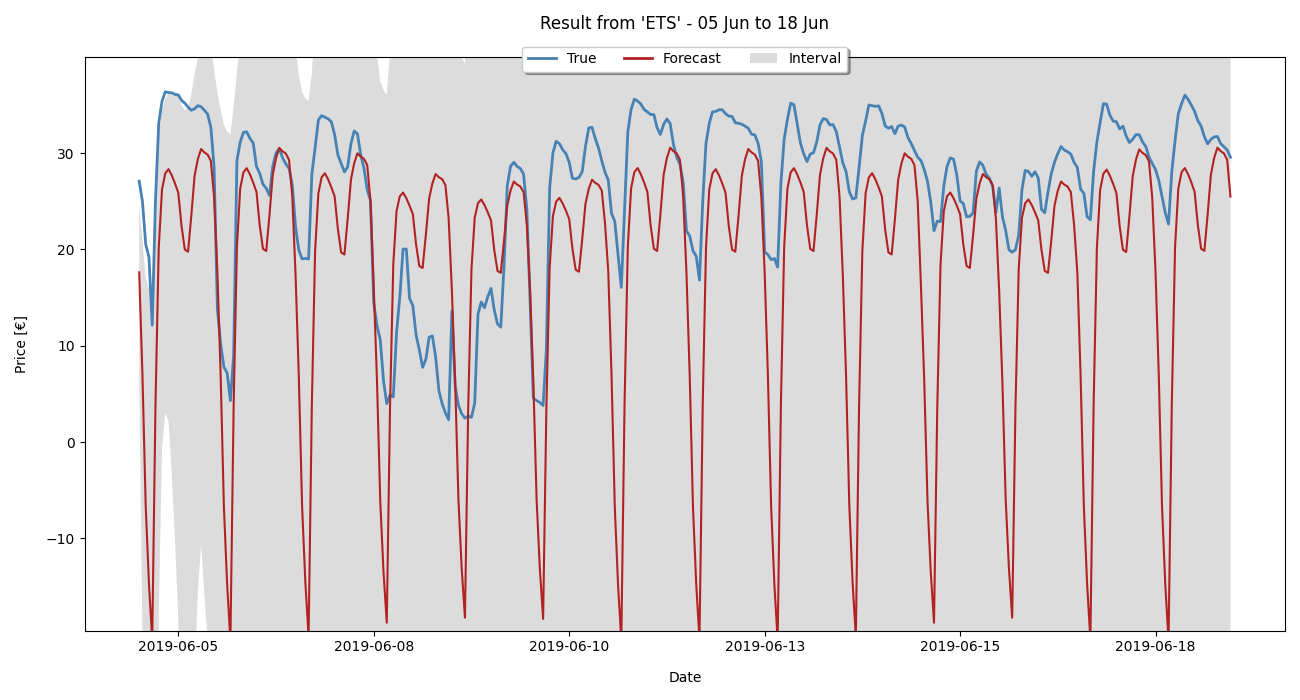 Result from 'ETS' - 05 Jun to 18 Jun
True Forecast Interval
Price [€]
30
20
10
0
−10
2019-06-05 2019-06-08 2019-06-10 2019-06-13 2019-06-15 2019-06-18
Date